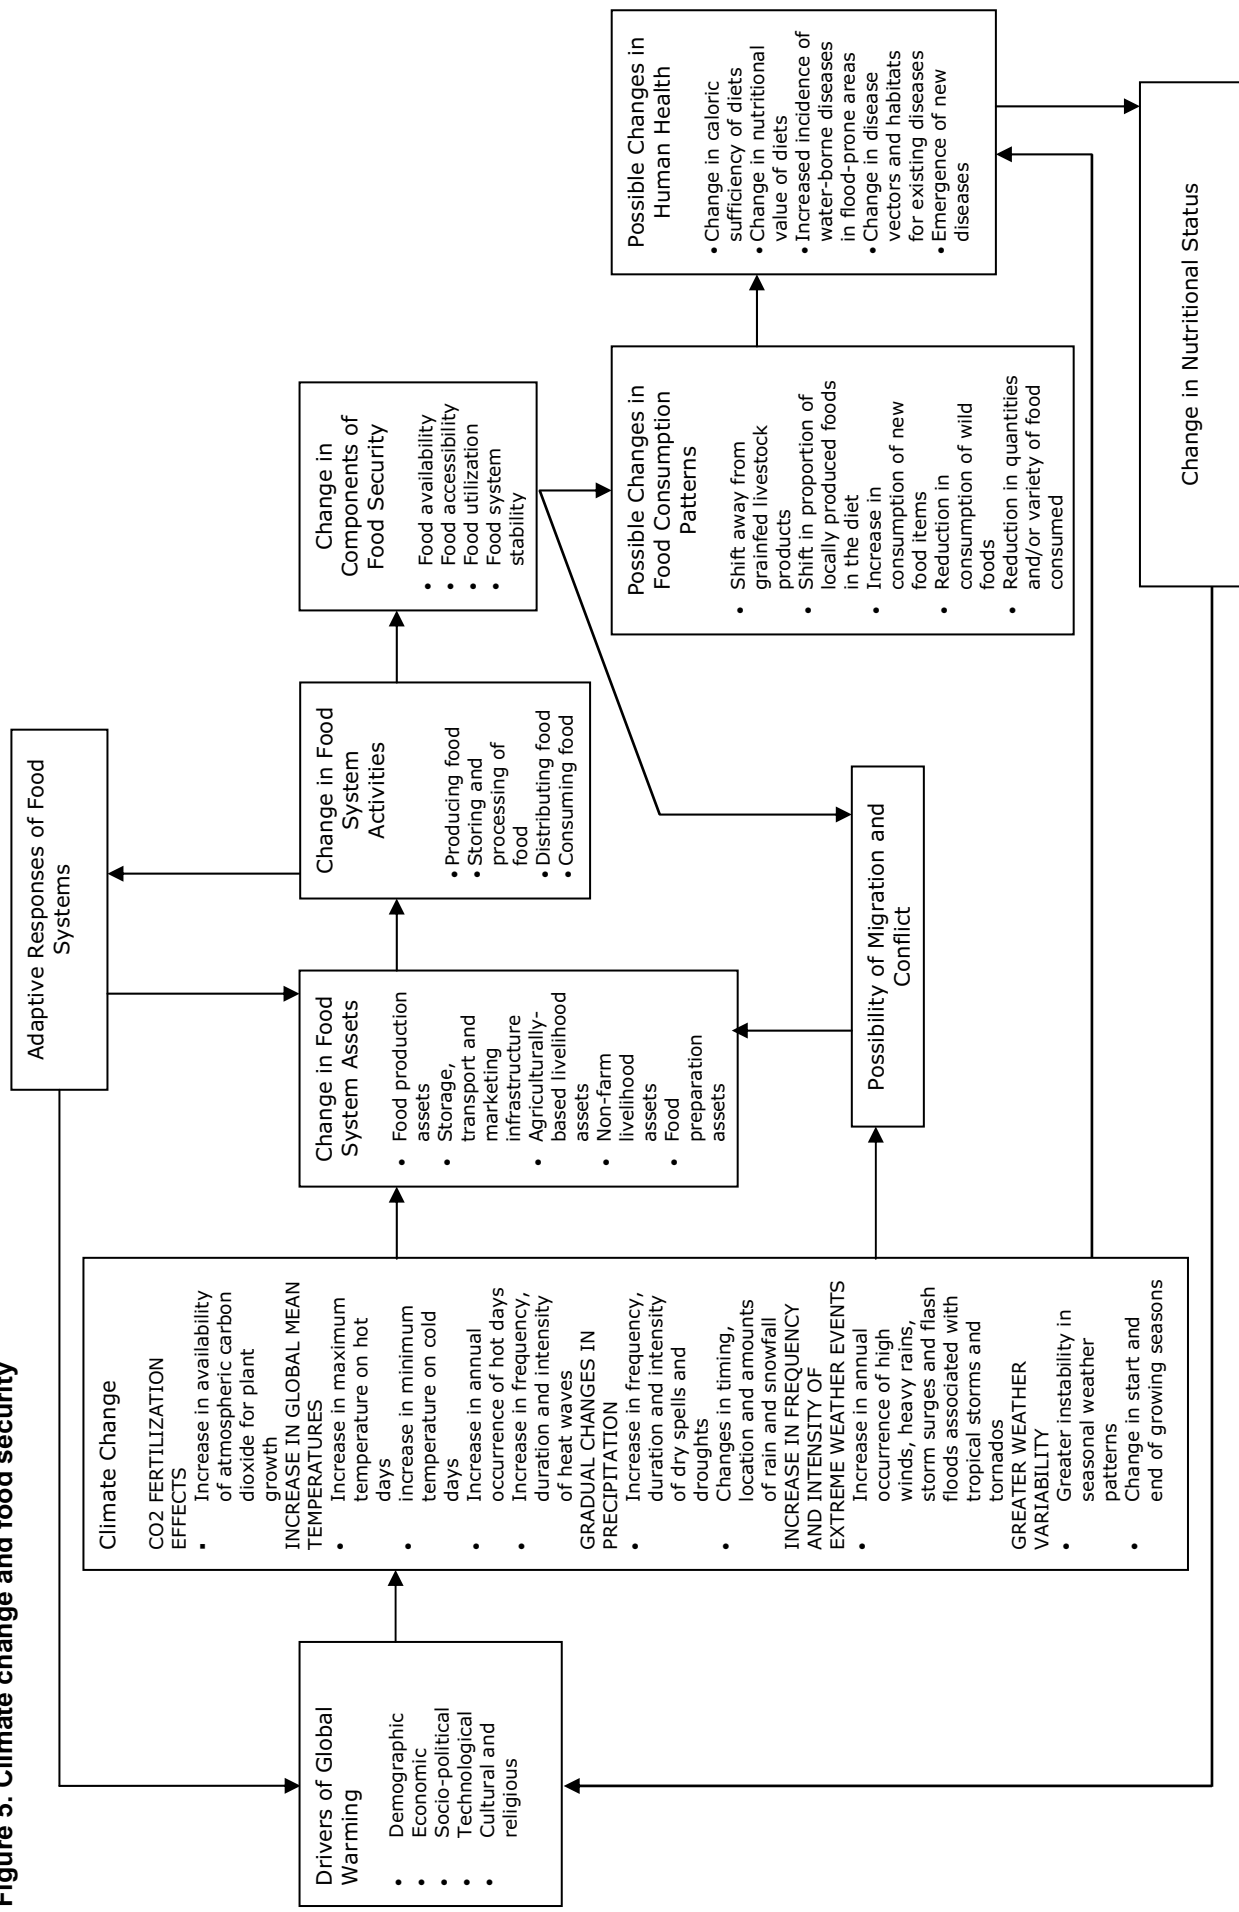 Figure 5. Climate change and food security
Adaptive Responses of Food
Systems
Drivers of Global
Warming
• Demographic
• Economic
• Socio-political
• Technological
• Cultural and
religious
Climate Change
CO2 FERTILIZATION
EFFECTS
▪ Increase in availability
of atmospheric carbon
dioxide for plant
growth
INCREASE IN GLOBAL MEAN
TEMPERATURES
• Increase in maximum
temperature on hot
days
• increase in minimum
temperature on cold
days
• Increase in annual
occurrence of hot days
• Increase in frequency,
duration and intensity
of heat waves
GRADUAL CHANGES IN
PRECIPITATION
• Increase in frequency,
duration and intensity
of dry spells and
droughts
• Changes in timing,
location and amounts
of rain and snowfall
INCREASE IN FREQUENCY
AND INTENSITY OF
EXTREME WEATHER EVENTS
• Increase in annual
occurrence of high
winds, heavy rains,
storm surges and flash
floods associated with
tropical storms and
tornados
GREATER WEATHER
VARIABILITY
• Greater instability in
seasonal weather
patterns
• Change in start and
end of growing seasons
Change in Food
System Assets
• Food production
assets
• Storage,
transport and
marketing
infrastructure
• Agriculturally-
based livelihood
assets
• Non-farm
livelihood
assets
• Food
preparation
assets
Change in Food
System
Activities
• Producing food
• Storing and
processing of
food
• Distributing food
• Consuming food
Change in
Components of
Food Security
• Food availability
• Food accessibility
• Food utilization
• Food system
stability
Possibility of Migration and
Conflict
Possible Changes in
Food Consumption
Patterns
• Shift away from
grainfed livestock
products
• Shift in proportion of
locally produced foods
in the diet
• Increase in
consumption of new
food items
• Reduction in
consumption of wild
foods
• Reduction in quantities
and/or variety of food
consumed
Possible Changes in
Human Health
• Change in caloric
sufficiency of diets
• Change in nutritional
value of diets
• Increased incidence of
water-borne diseases
in flood-prone areas
• Change in disease
vectors and habitats
for existing diseases
• Emergence of new
diseases
Change in Nutritional Status